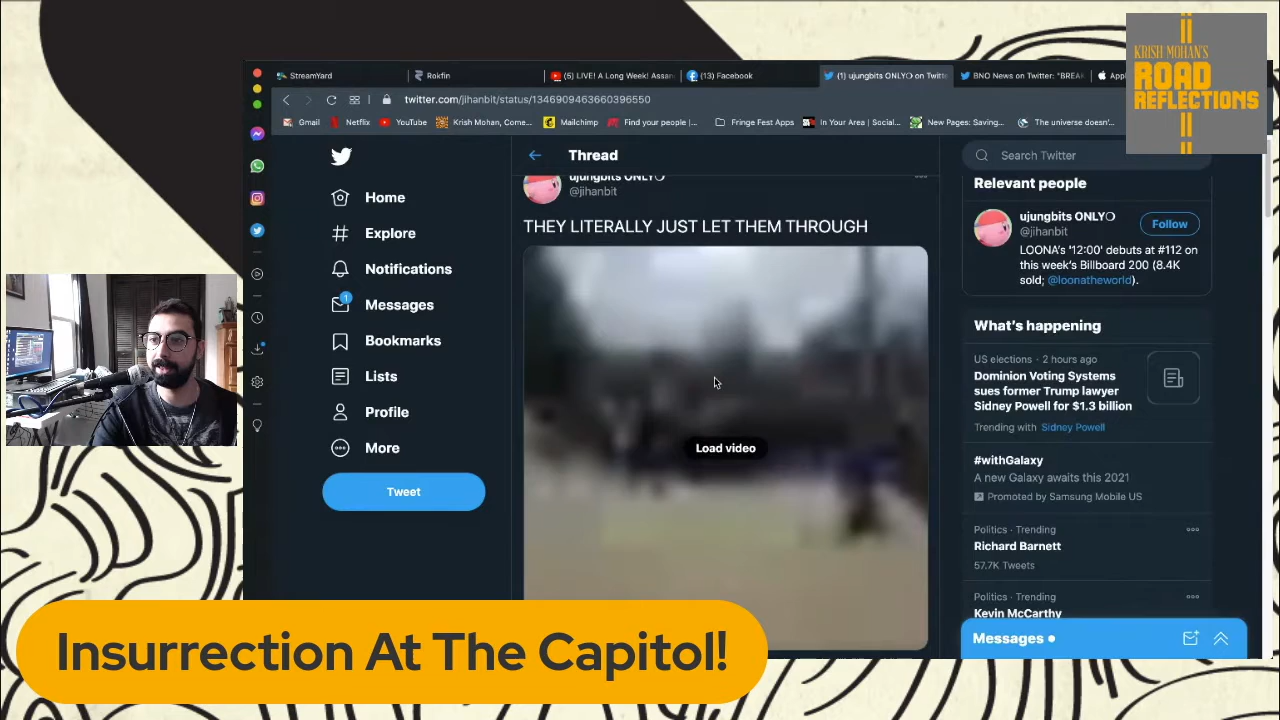 KRISH MOHAN'S
ROAD
REFLECTIONS
StreamYard
Rokfin
(5) LIVE! A Long Week! Assan
(13) Facebook
(1) ujungbits ONLY❍ on Twitte
BNO News on Twitter: "BREAK
Appl
twitter.com/jihanbit/status/1346909463660396550
Gmail
Netflix
YouTube
Krish Mohan, Come...
Mailchimp
Find your people |...
Fringe Fest Apps
In Your Area | Social...
New Pages: Saving...
The universe doesn'...
Home
Explore
Notifications
1
Messages
Bookmarks
Lists
Profile
More
Tweet
Thread
ujungbits ONLY❍
@jihanbit
THEY LITERALLY JUST LET THEM THROUGH
Load video
Search Twitter
Relevant people
ujungbits ONLY❍
@jihanbit
Follow
LOONA's '12:00' debuts at #112 on
this week's Billboard 200 (8.4K
sold; @loonatheworld).
What's happening
US elections · 2 hours ago
Dominion Voting Systems
sues former Trump lawyer
Sidney Powell for $1.3 billion
Trending with Sidney Powell
#withGalaxy
A new Galaxy awaits this 2021
Promoted by Samsung Mobile US
Politics · Trending
Richard Barnett
57.7K Tweets
Politics · Trending
Kevin McCarthy
Messages
Insurrection At The Capitol!